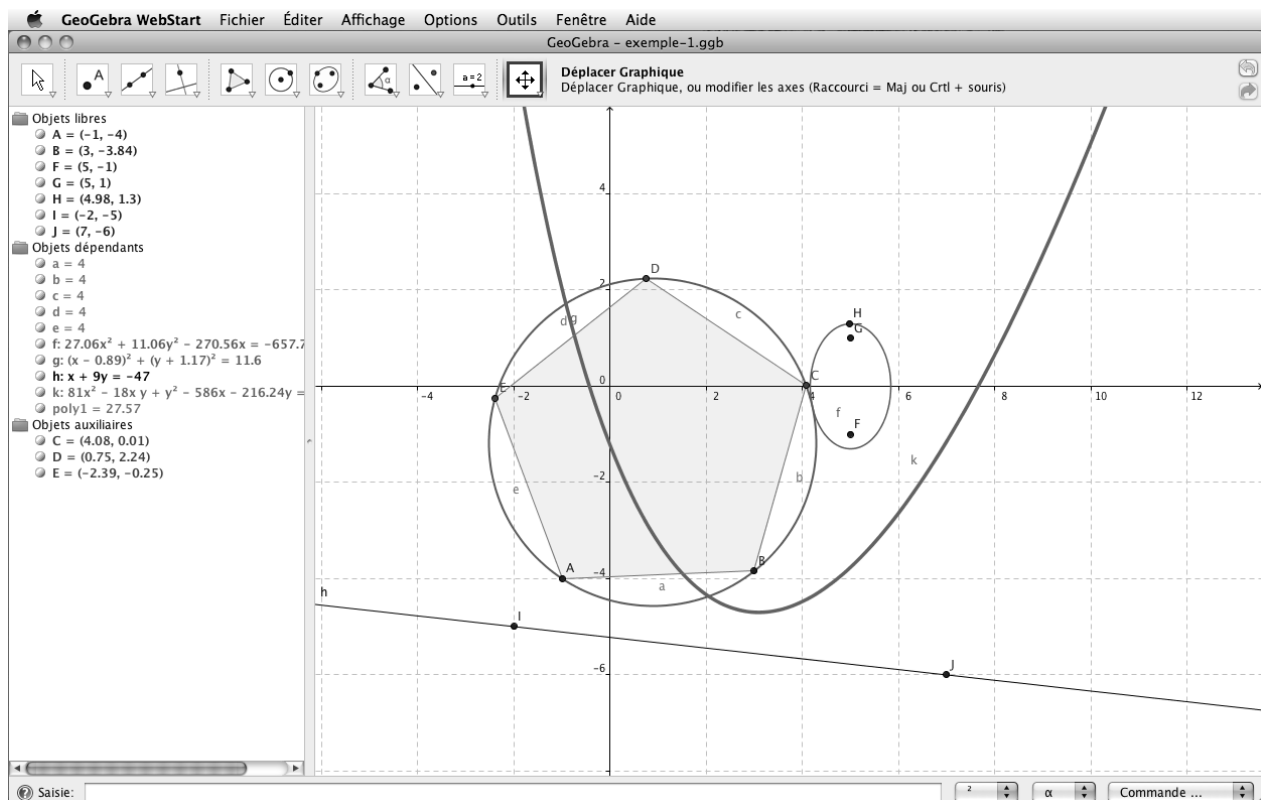 GeoGebra WebStart Fichier Éditer Affichage Options Outils Fenêtre Aide
GeoGebra - exemple-1.ggb
A
α
a=2
Déplacer Graphique
Déplacer Graphique, ou modifier les axes (Raccourci = Maj ou Crtl + souris)
Objets libres
A = (-1, -4)
B = (3, -3.84)
F = (5, -1)
G = (5, 1)
H = (4.98, 1.3)
I = (-2, -5)
J = (7, -6)
Objets dépendants
a = 4
b = 4
c = 4
d = 4
e = 4
f: 27.06x² + 11.06y² - 270.56x = -657.7
g: (x - 0.89)² + (y + 1.17)² = 11.6
h: x + 9y = -47
k: 81x² - 18x y + y² - 586x - 216.24y =
poly1 = 27.57
Objets auxiliaires
C = (4.08, 0.01)
D = (0.75, 2.24)
E = (-2.39, -0.25)
4
D
2
d g
c
H
G
E
0
C
-4 -2 0 2 4 6 8 10 12
f
F
-2
e
b
k
A
-4
B
a
h
I
-6
J
Saisie:
² α Commande ...